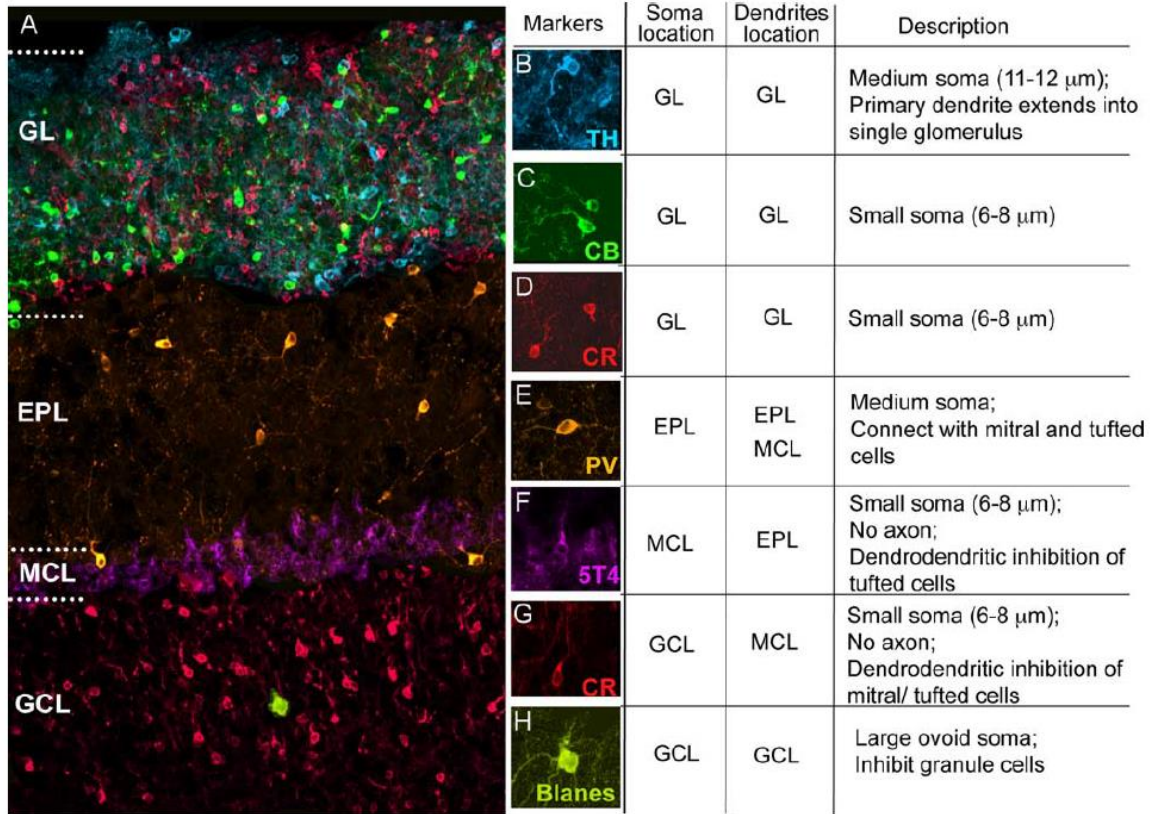 A
GL
EPL
MCL
GCL
Markers
Soma
location
Dendrites
location
Description
B
TH
GL
GL
Medium soma (11-12 μm);
Primary dendrite extends into
single glomerulus
C
CB
GL
GL
Small soma (6-8 μm)
D
CR
GL
GL
Small soma (6-8 μm)
E
PV
EPL
EPL
MCL
Medium soma;
Connect with mitral and tufted
cells
F
5T4
MCL
EPL
Small soma (6-8 μm);
No axon;
Dendrodendritic inhibition of
tufted cells
G
CR
GCL
MCL
Small soma (6-8 μm);
No axon;
Dendrodendritic inhibition of
mitral/ tufted cells
H
Blanes
GCL
GCL
Large ovoid soma;
Inhibit granule cells